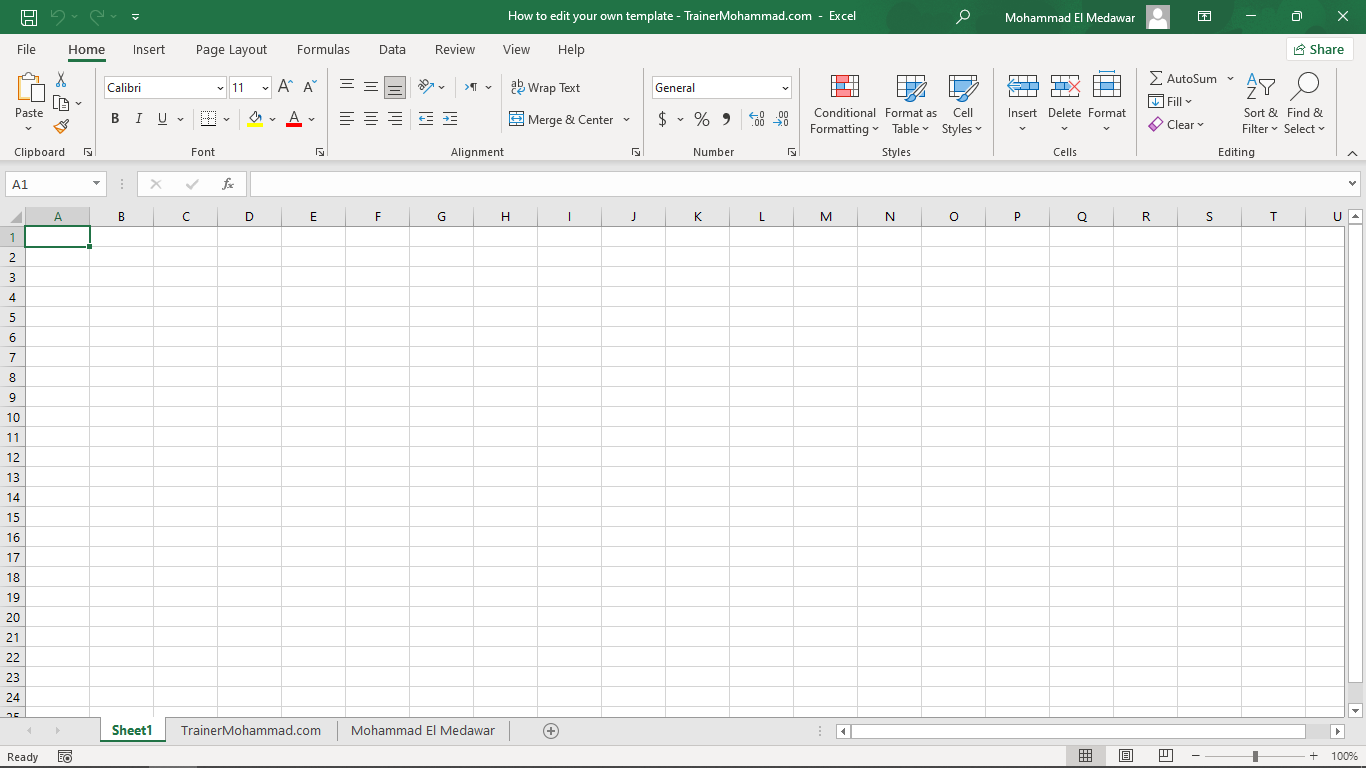 How to edit your own template - TrainerMohammad.com - Excel
Mohammad El Medawar
File Home Insert Page Layout Formulas Data Review View Help
Share
Paste
Clipboard
Calibri 11
B I U
Font
Wrap Text
Merge & Center
Alignment
General
$ % 9
Number
Conditional Formatting
Format as Table
Cell Styles
Styles
Insert Delete Format
Cells
AutoSum
Fill
Clear
Sort & Filter
Find & Select
Editing
A1
fx
A B C D E F G H I J K L M N O P Q R S T U
1
2
3
4
5
6
7
8
9
10
11
12
13
14
15
16
17
18
19
20
21
22
23
24
25
Sheet1 TrainerMohammad.com Mohammad El Medawar
Ready
100%